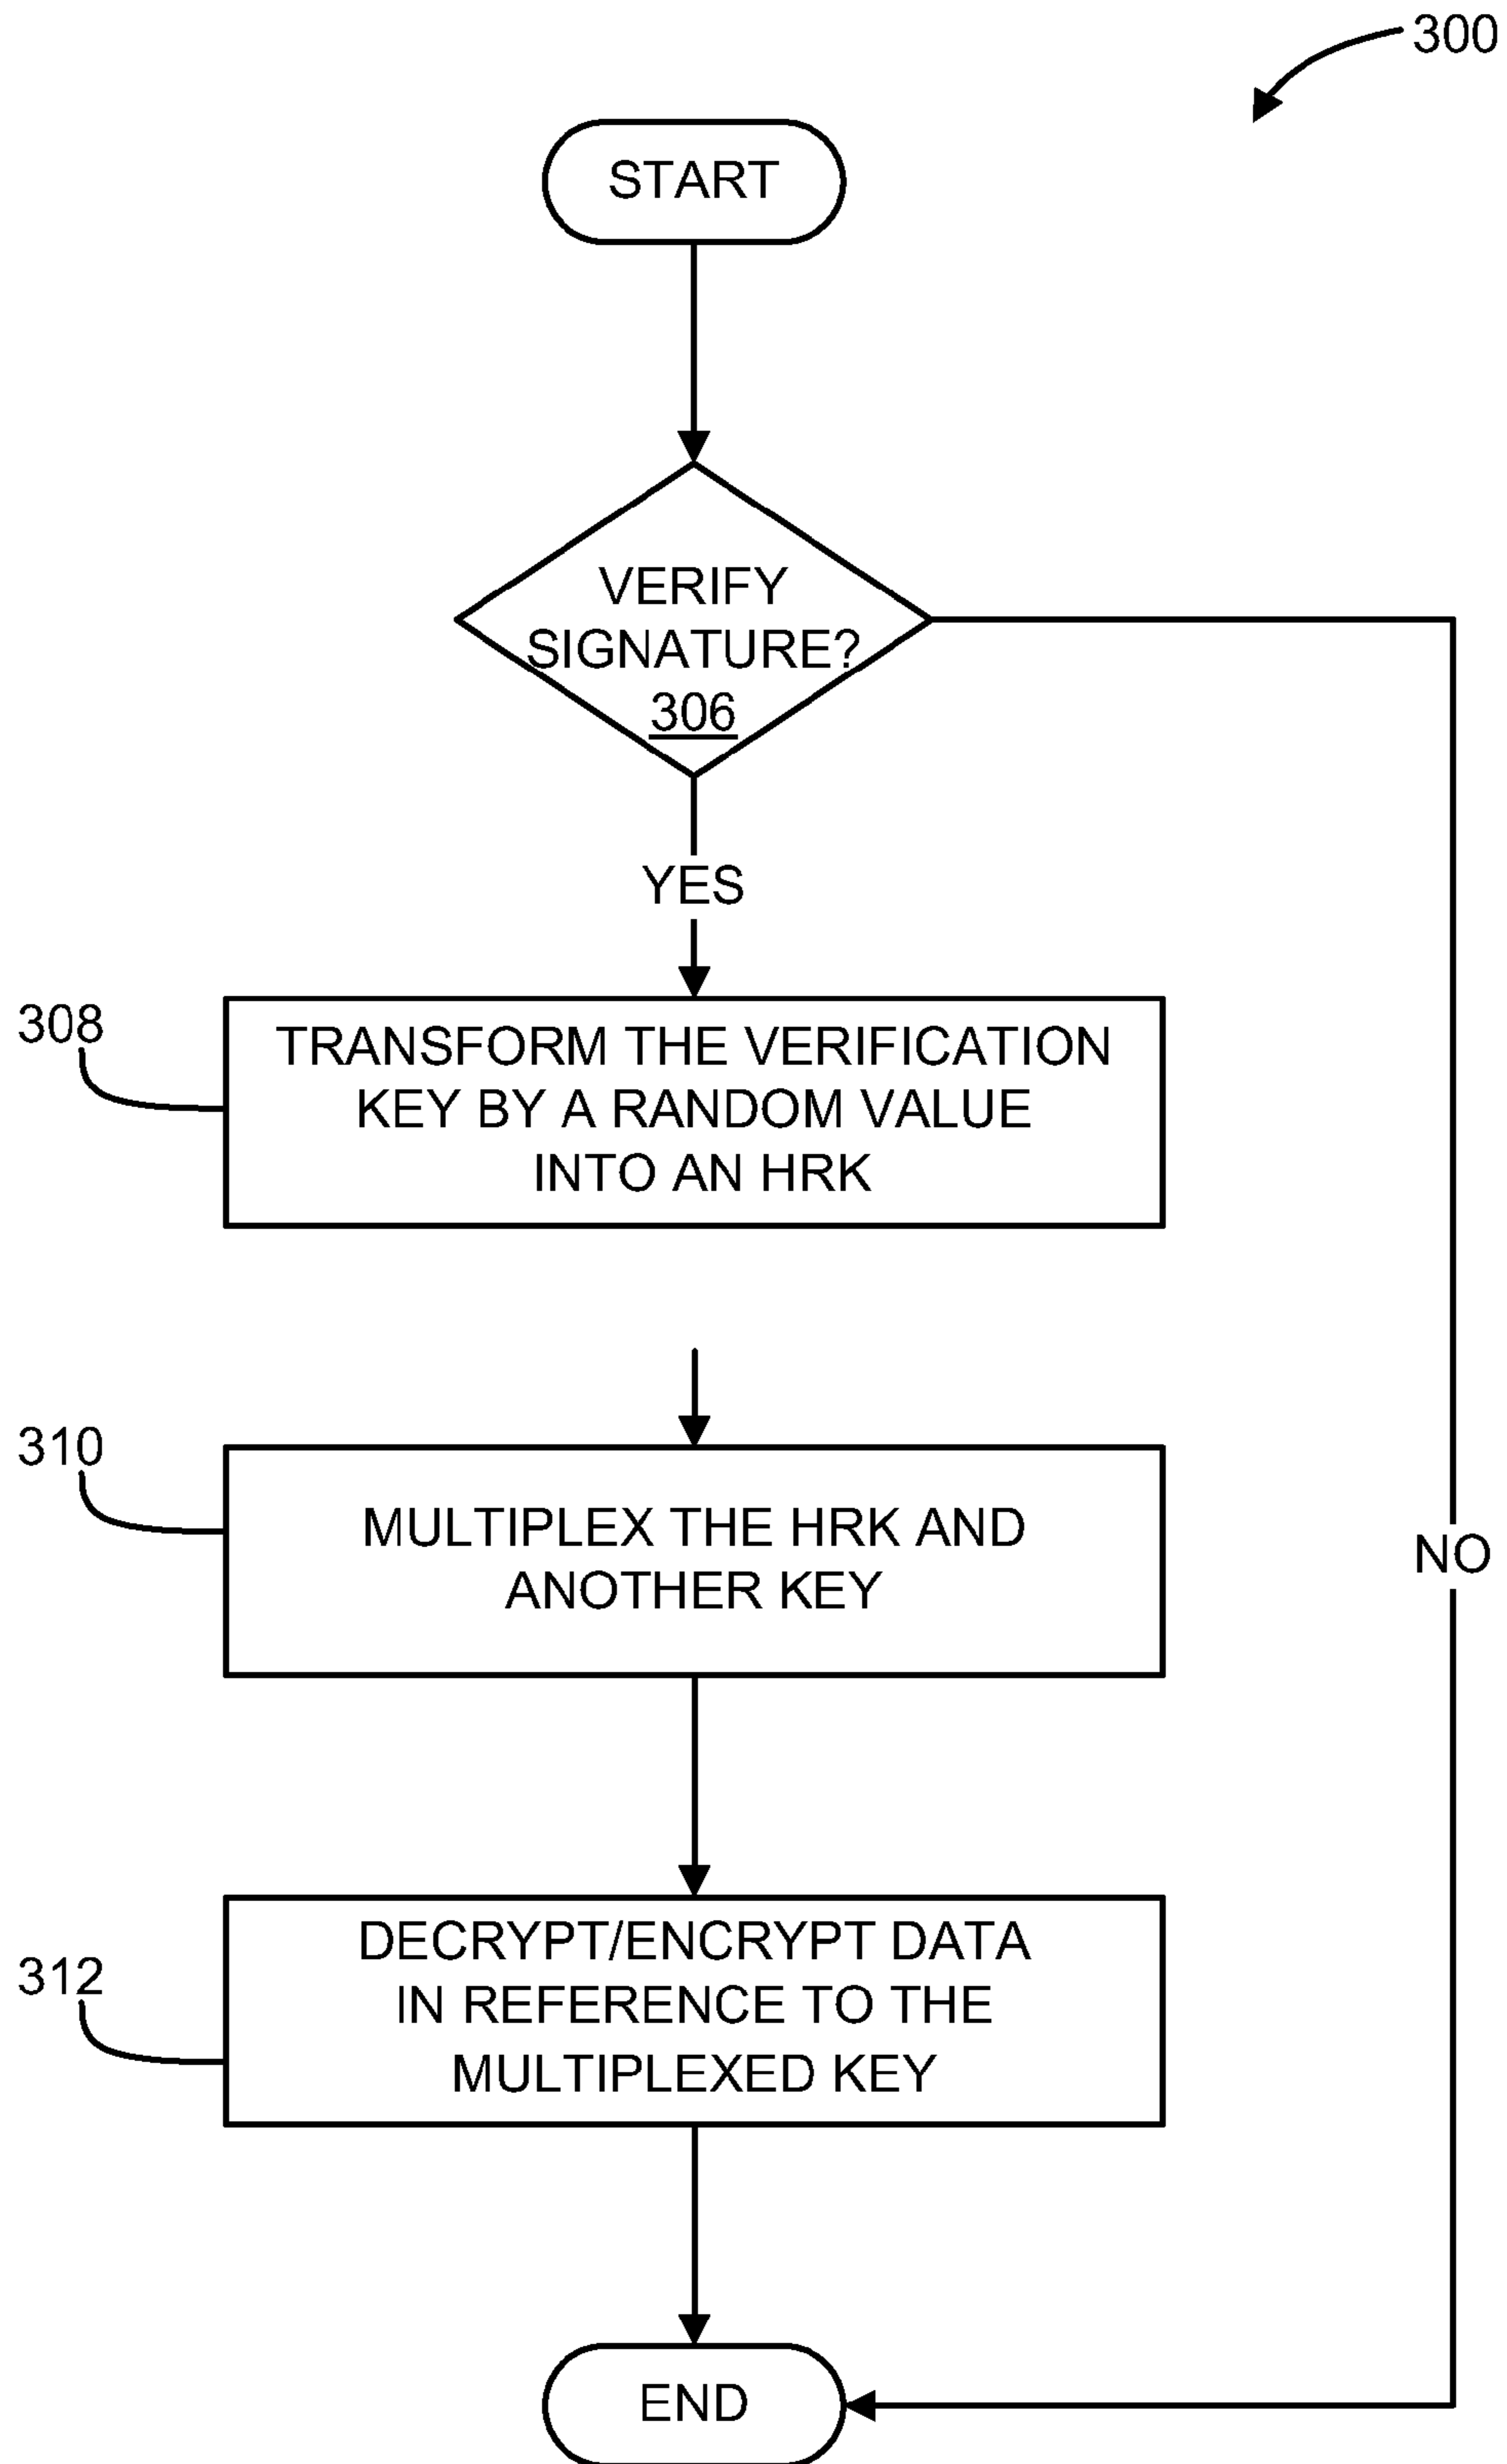 300
START
VERIFY
SIGNATURE?
306
YES
308
TRANSFORM THE VERIFICATION
KEY BY A RANDOM VALUE
INTO AN HRK
310
MULTIPLEX THE HRK AND
ANOTHER KEY
NO
312
DECRYPT/ENCRYPT DATA
IN REFERENCE TO THE
MULTIPLEXED KEY
END